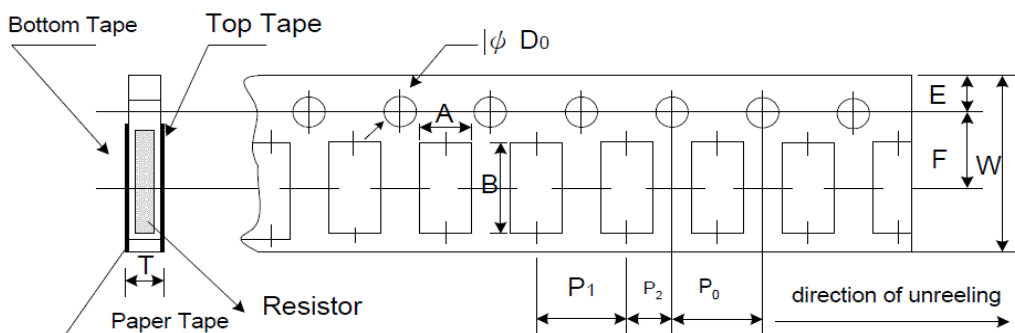 Bottom Tape
Top Tape
|ψ D0
E
A
F
W
B
T
P1
P2
P0
Resistor
direction of unreeling
Paper Tape